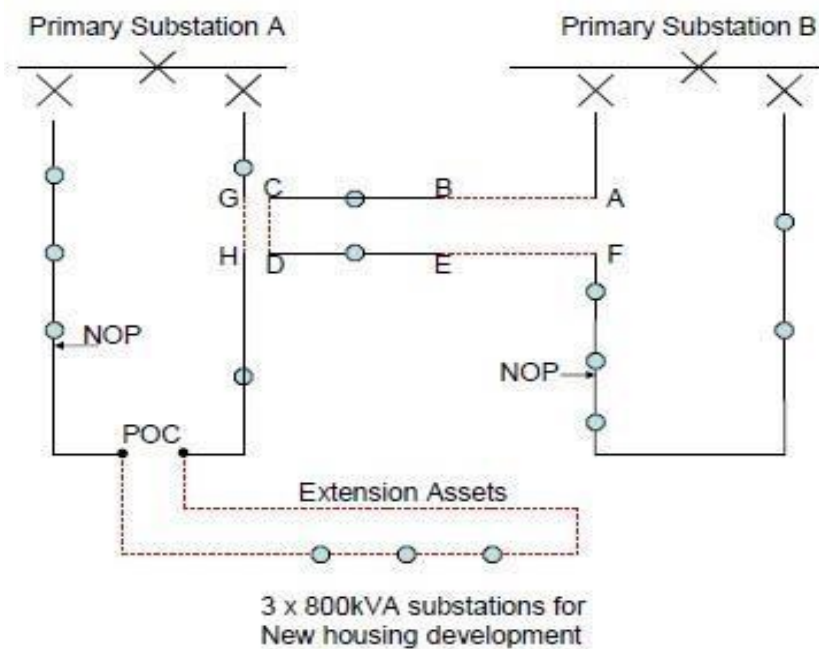 Primary Substation A
Primary Substation B
G
C
B
A
H
D
E
F
NOP
NOP
POC
Extension Assets
3 x 800kVA substations for
New housing development